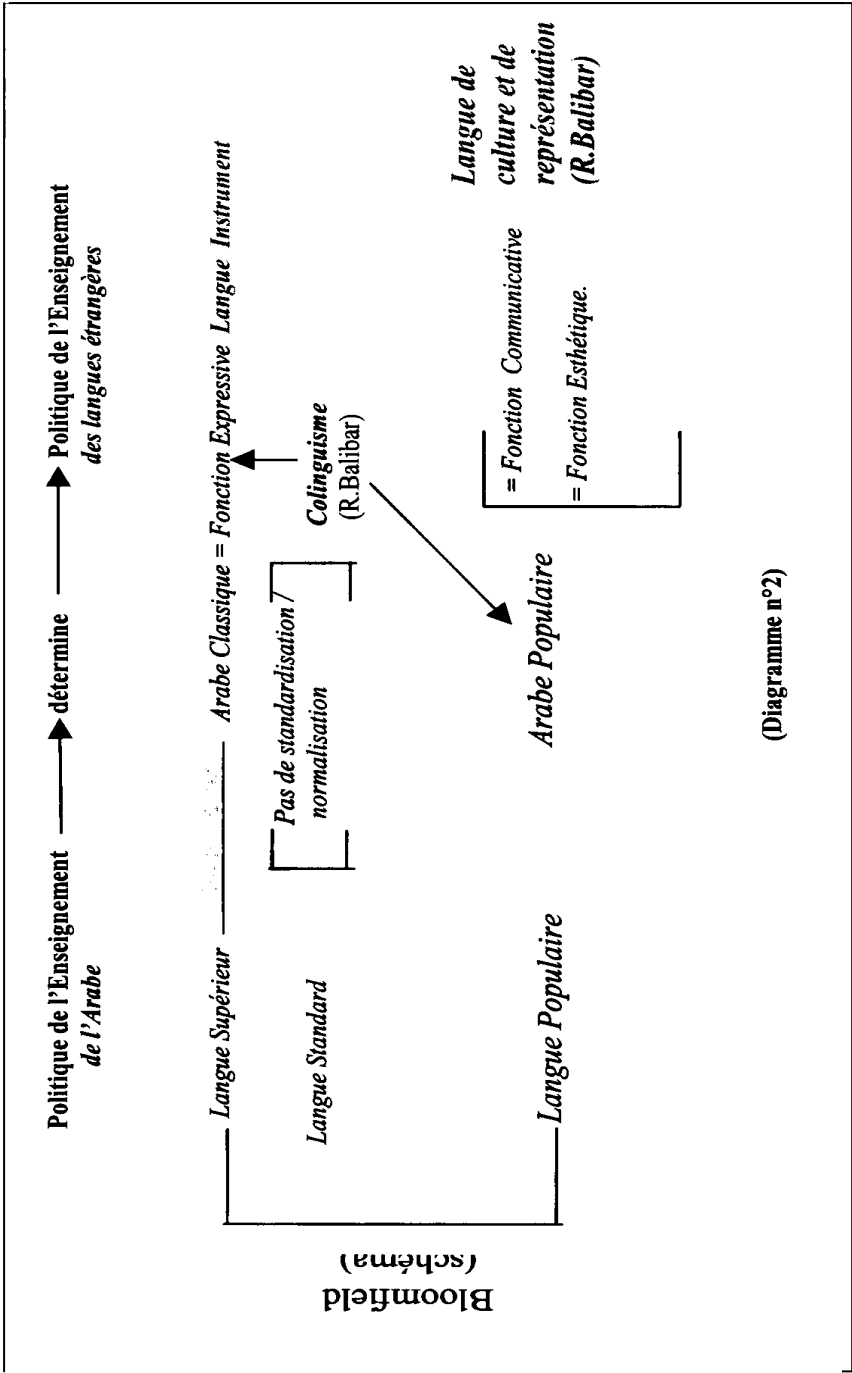 Politique de l'Enseignement
de l'Arabe
détermine
Politique de l'Enseignement
des langues étrangères
Bloomfield
(schéma)
Langue Supérieur
Arabe Classique = Fonction Expressive Langue Instrument
Langue Standard
Pas de standardisation /
normalisation
Colinguisme
(R.Balibar)
Langue Populaire
Arabe Populaire
= Fonction Communicative
= Fonction Esthétique.
Langue de
culture et de
représentation
(R.Balibar)
(Diagramme n°2)